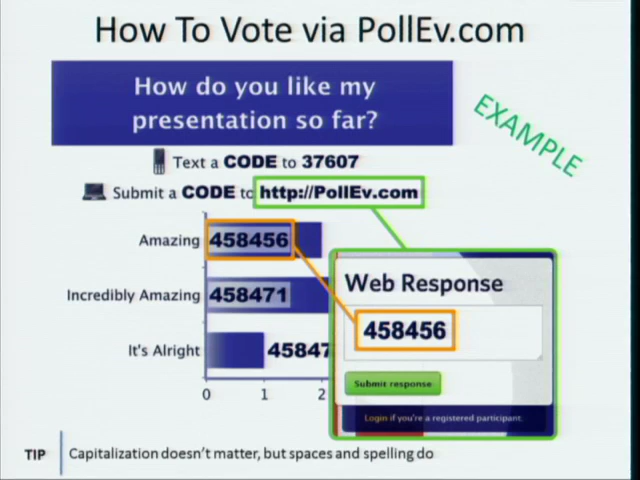 How To Vote via PollEv.com
How do you like my
presentation so far?
EXAMPLE
Text a CODE to 37607
Submit a CODE to http://PollEv.com
Amazing 458456
Incredibly Amazing 458471
It's Alright 45847
0 1 2
Web Response
458456
Submit response
Login if you're a registered participant.
TIP Capitalization doesn't matter, but spaces and spelling do